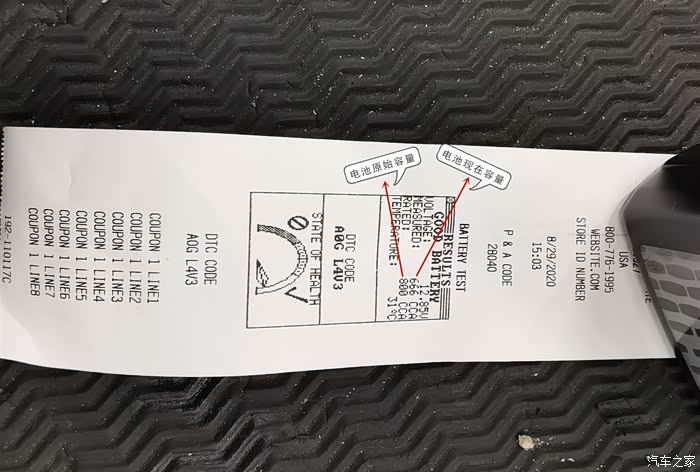 USA
800-776-1995
WEBSITE.COM
STORE ID NUMBER
8/29/2020
15:03
P & A CODE
28040
BATTERY TEST
RESULTS
GOOD BATTERY
VOLTAGE: 12.85V
MEASURED: 666 CCA
RATED: 800 CCA
TEMPERATURE: 31°C
DTC CODE
A0G L4V3
STATE OF HEALTH
DTC CODE
A0G L4V3
COUPON 1 LINE1
COUPON 1 LINE2
COUPON 1 LINE3
COUPON 1 LINE4
COUPON 1 LINE5
COUPON 1 LINE6
COUPON 1 LINE7
COUPON 1 LINE8
192-110117C
电池原始容量
电池现在容量
汽车之家